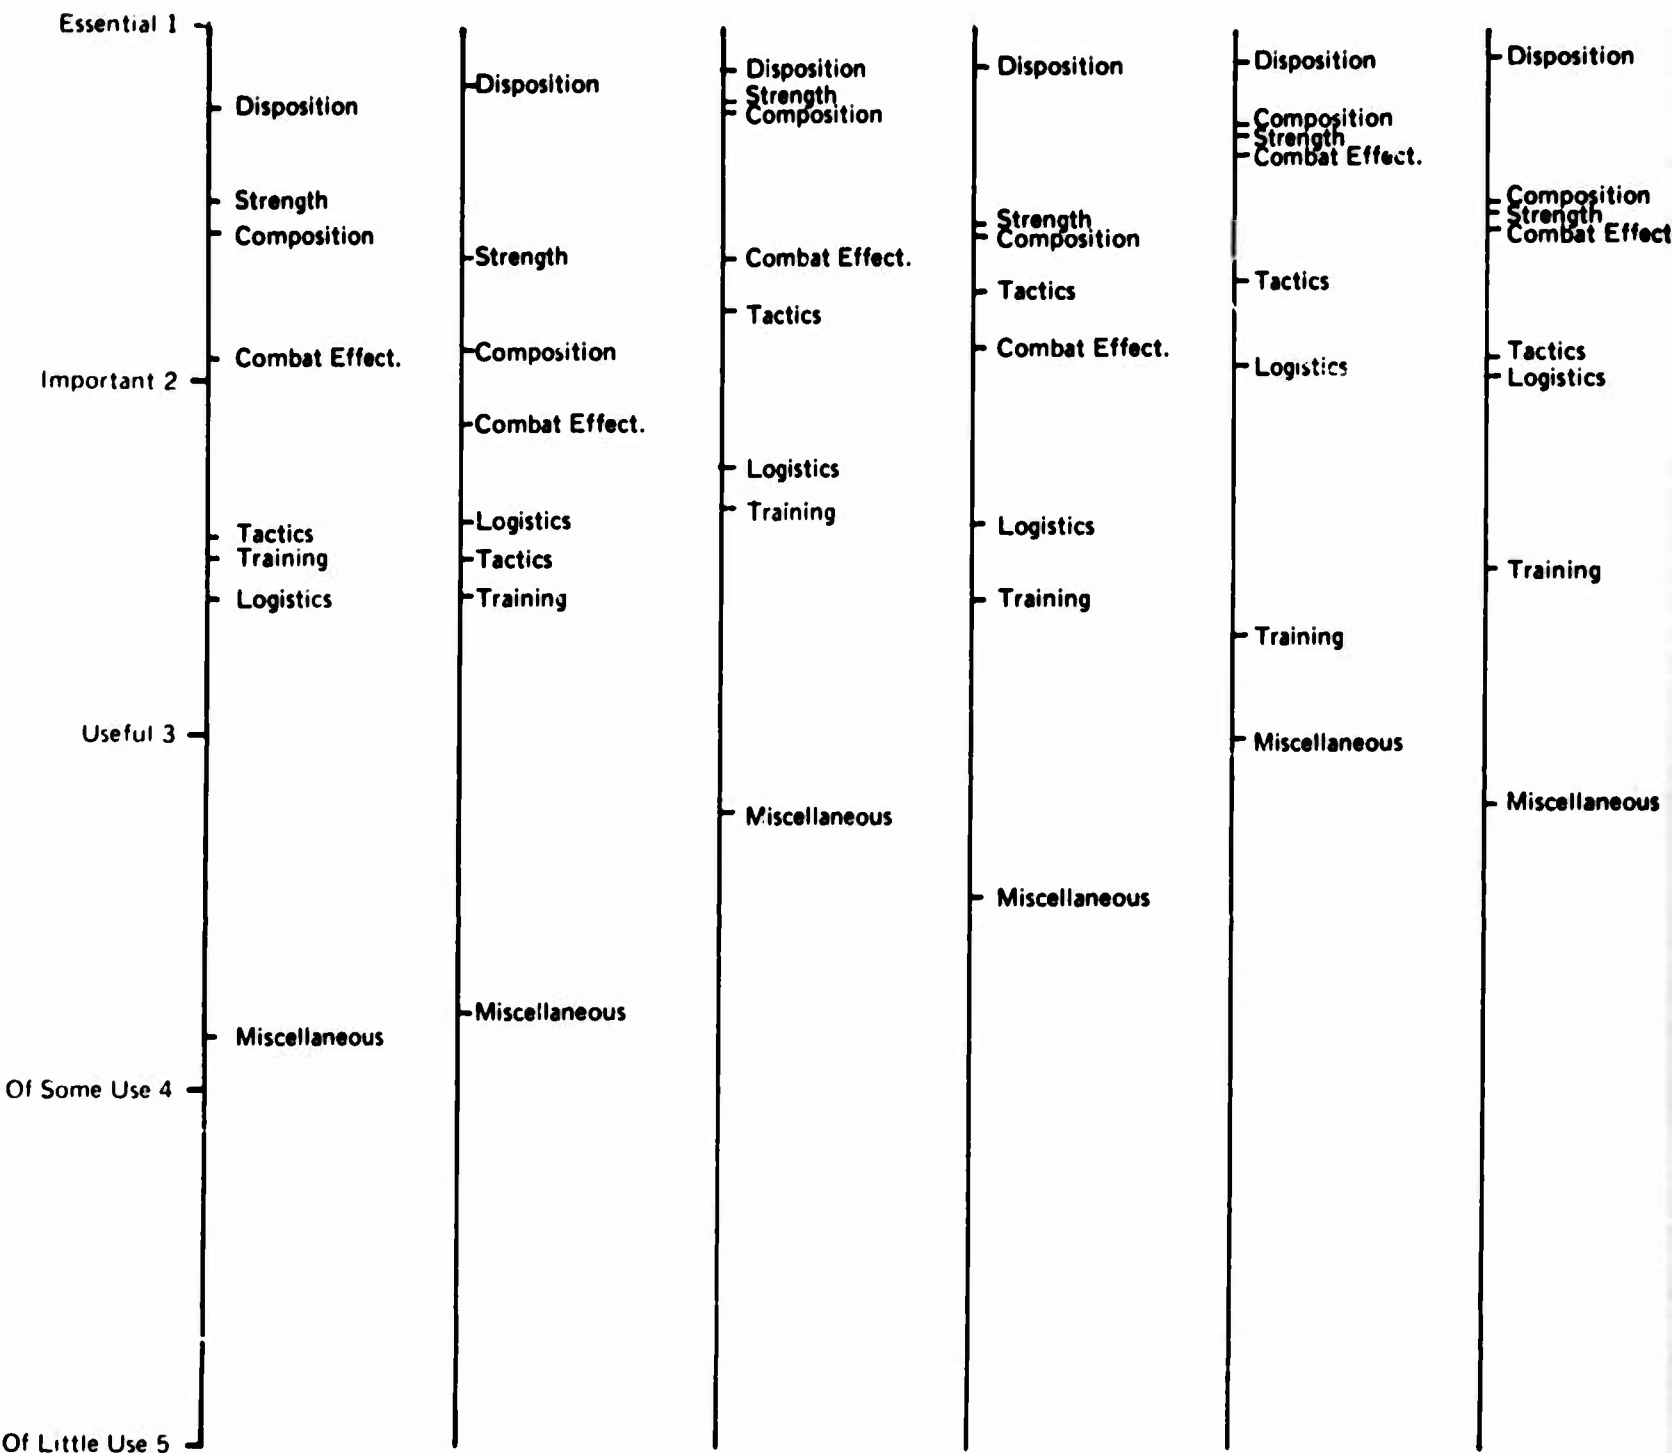 Essential 1
Important 2
Useful 3
Of Some Use 4
Of Little Use 5
Disposition
Strength
Composition
Combat Effect.
Tactics
Training
Logistics
Miscellaneous
Disposition
Strength
Composition
Combat Effect.
Logistics
Tactics
Training
Miscellaneous
Disposition
Strength
Composition
Combat Effect.
Tactics
Logistics
Training
Miscellaneous
Disposition
Strength
Composition
Tactics
Combat Effect.
Logistics
Training
Miscellaneous
Disposition
Composition
Strength
Combat Effect.
Tactics
Logistics
Training
Miscellaneous
Disposition
Composition
Strength
Combat Effect
Tactics
Logistics
Training
Miscellaneous